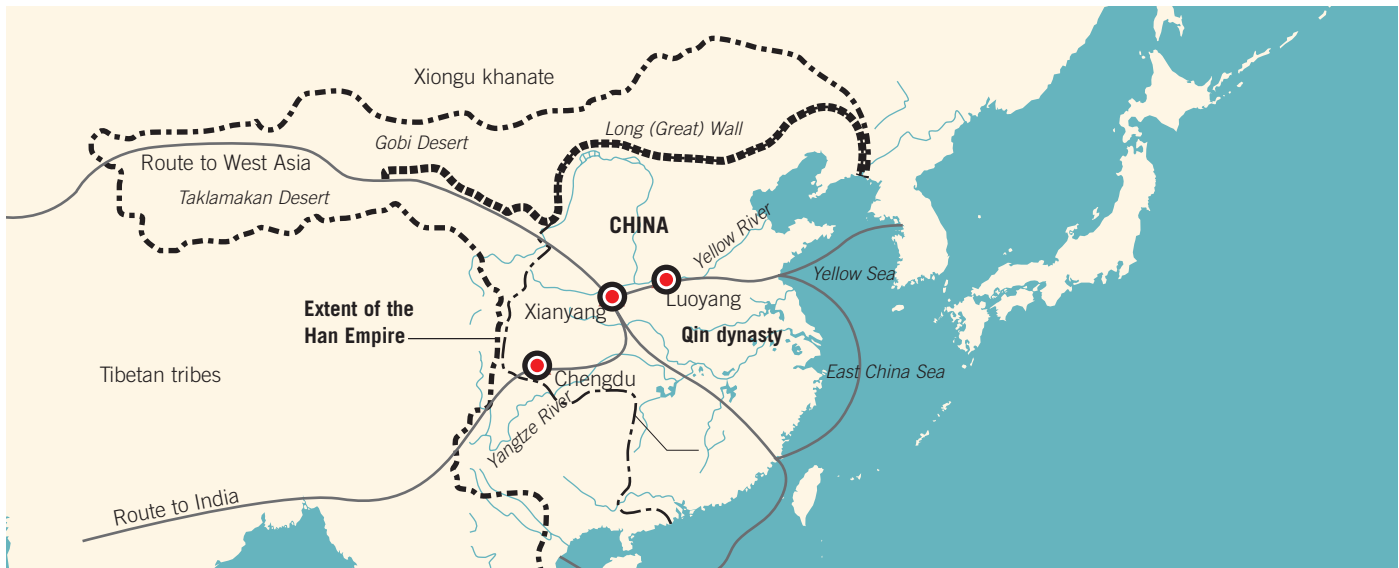 Xiongu khanate
Long (Great) Wall
Gobi Desert
Route to West Asia
Taklamakan Desert
CHINA
Yellow River
Yellow Sea
Luoyang
Xianyang
Extent of the
Han Empire
Qin dynasty
East China Sea
Tibetan tribes
Chengdu
Yangtze River
Route to India